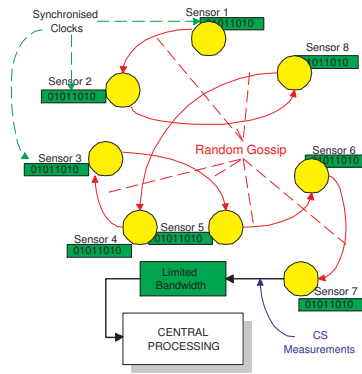 Synchronised
Clocks
Sensor 1
01011010
Sensor 8
01011010
Sensor 2
01011010
Random Gossip
Sensor 3
01011010
Sensor 6
01011010
Sensor 4
01011010
Sensor 5
01011010
Limited
Bandwidth
Sensor 7
01011010
CENTRAL
PROCESSING
CS
Measurements